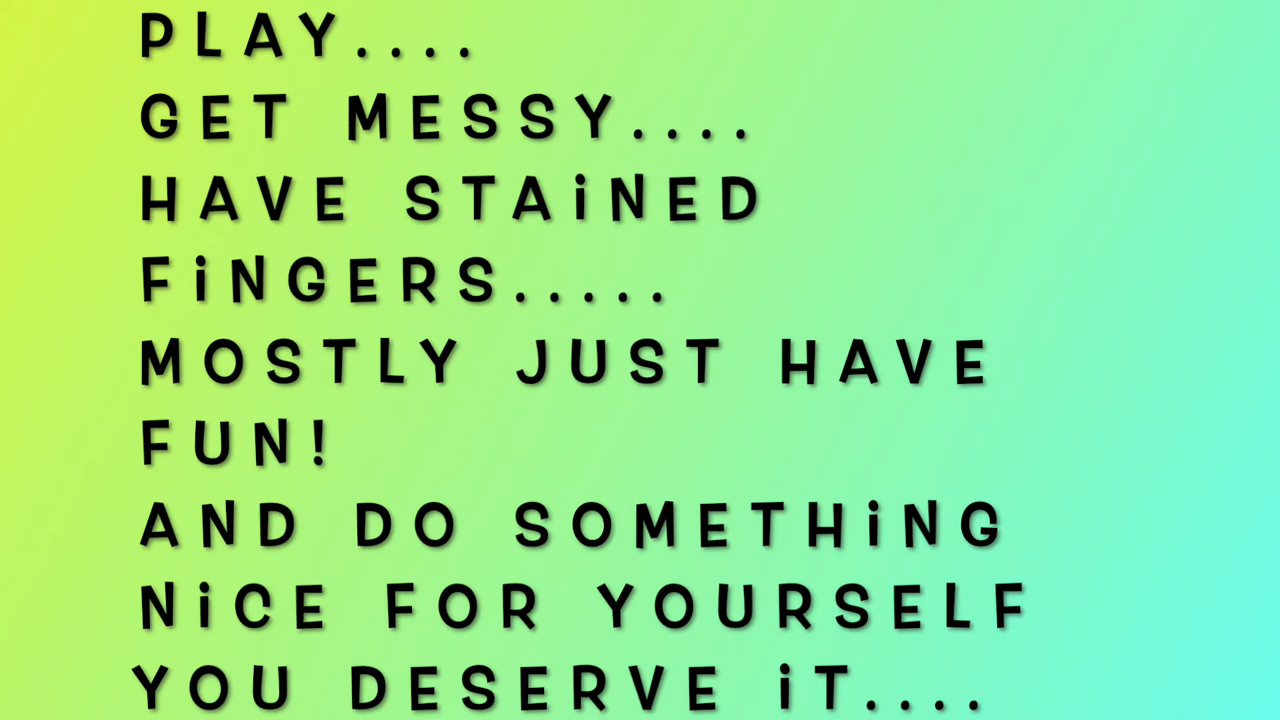 PLAY....
GET MESSY....
HAVE STAiNED
FiNGERS.....
MOSTLY JUST HAVE
FUN!
AND DO SOMETHiNG
NiCE FOR YOURSELF
YOU DESERVE iT....